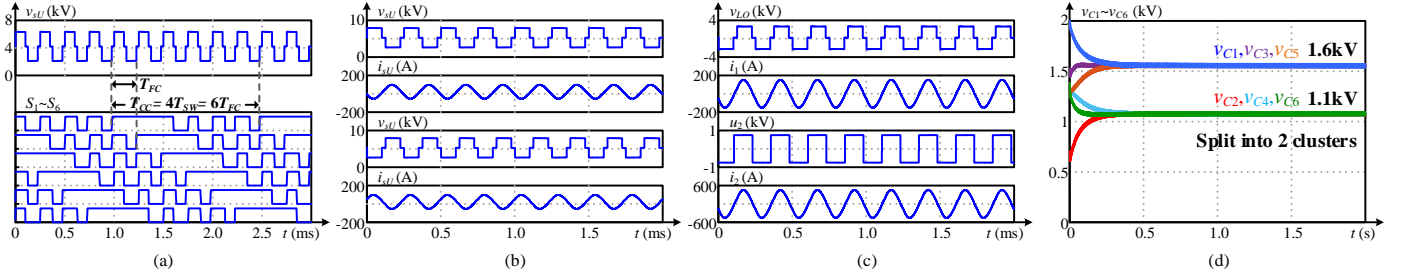 v_sU (kV)
8
4
0
T_FC
T_CC = 4T_SW = 6T_FC
S_1~S_6
0 0.5 1.0 1.5 2.0 2.5 t (ms)
(a)
v_sU (kV)
10
0
i_sU (A)
200
-200
v_sU (kV)
10
0
i_sU (A)
200
-200
0 0.5 1.0 1.5 t (ms)
(b)
v_LO (kV)
4
-4
i_1 (A)
200
-200
u_2 (kV)
1
-1
i_2 (A)
600
-600
0 0.5 1.0 1.5 t (ms)
(c)
v_C1~v_C6 (kV)
2
v_C1,v_C3,v_C5 1.6kV
1.5
v_C2,v_C4,v_C6 1.1kV
1
Split into 2 clusters
0.5
0
0 0.5 1.0 1.5 t (s)
(d)